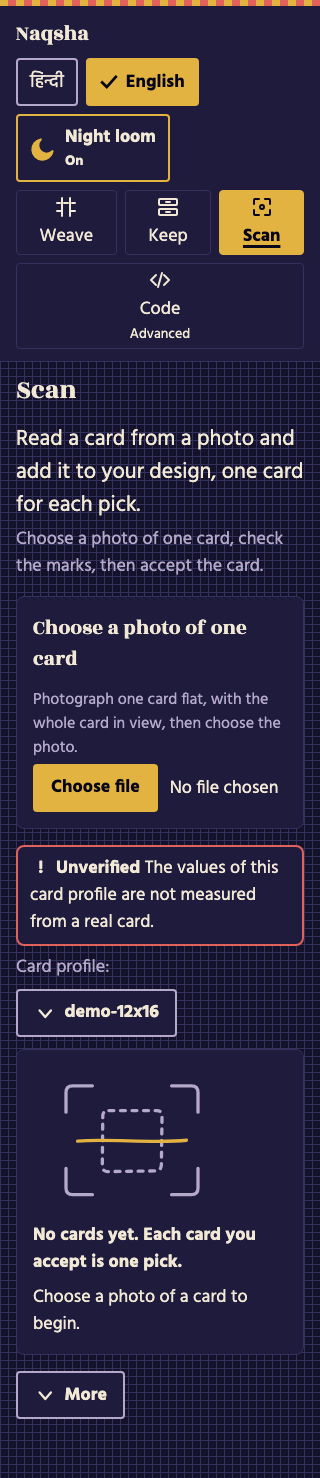 Naqsha
हिन्दी
English
Night loom
On
Weave
Keep
Scan
Code
Advanced
Scan
Read a card from a photo and
add it to your design, one card
for each pick.
Choose a photo of one card, check
the marks, then accept the card.
Choose a photo of one
card
Photograph one card flat, with the
whole card in view, then choose the
photo.
Choose file No file chosen
! Unverified The values of this
card profile are not measured
from a real card.
Card profile:
demo-12x16
No cards yet. Each card you
accept is one pick.
Choose a photo of a card to
begin.
More